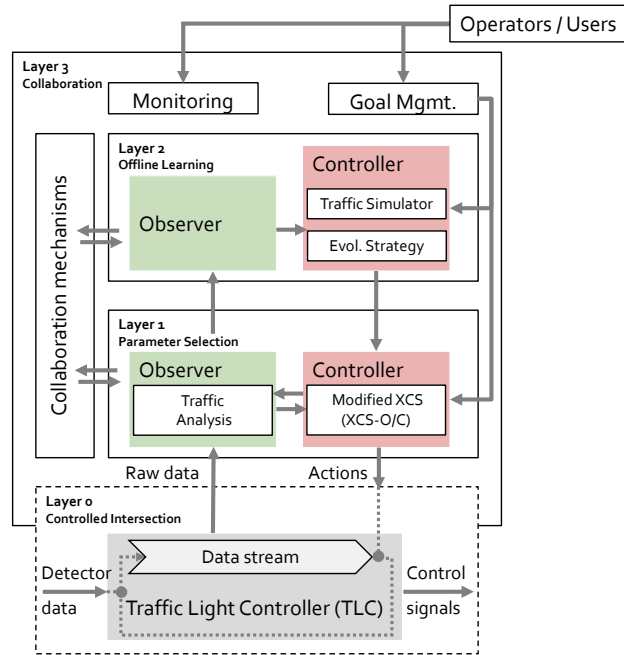 Operators / Users
Layer 3
Collaboration
Monitoring
Goal Mgmt.
Collaboration mechanisms
Layer 2
Offline Learning
Observer
Controller
Traffic Simulator
Evol. Strategy
Layer 1
Parameter Selection
Observer
Traffic
Analysis
Controller
Modified XCS
(XCS-O/C)
Raw data
Actions
Layer 0
Controlled Intersection
Data stream
Detector
data
Traffic Light Controller (TLC)
Control
signals